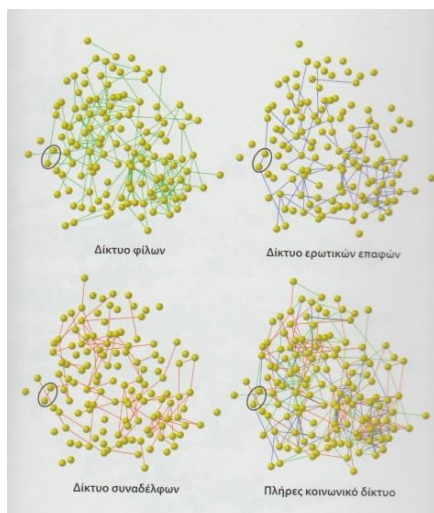 Δίκτυο φίλων
Δίκτυο ερωτικών επαφών
Δίκτυο συναδέλφων
Πλήρες κοινωνικό δίκτυο